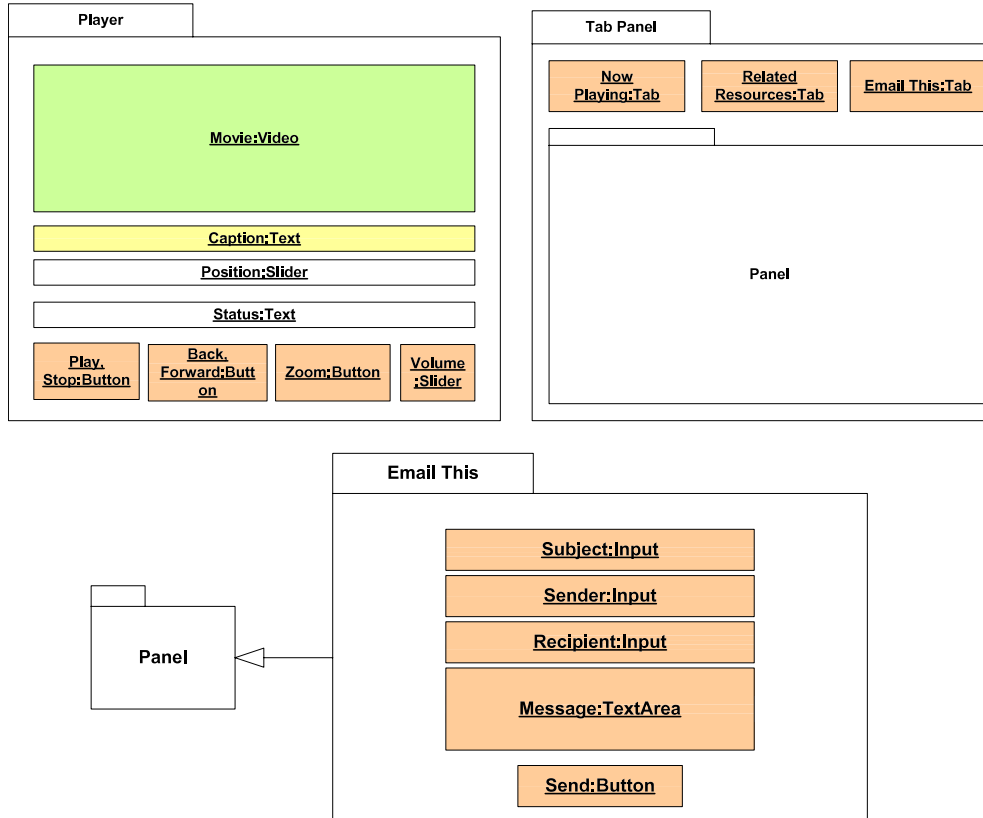 Player
Movie:Video
Caption:Text
Position:Slider
Status:Text
Play,
Stop:Button
Back,
Forward:Butt
on
Zoom:Button
Volume
:Slider
Tab Panel
Now
Playing:Tab
Related
Resources:Tab
Email This:Tab
Panel
Email This
Subject:Input
Sender:Input
Recipient:Input
Message:TextArea
Send:Button
Panel